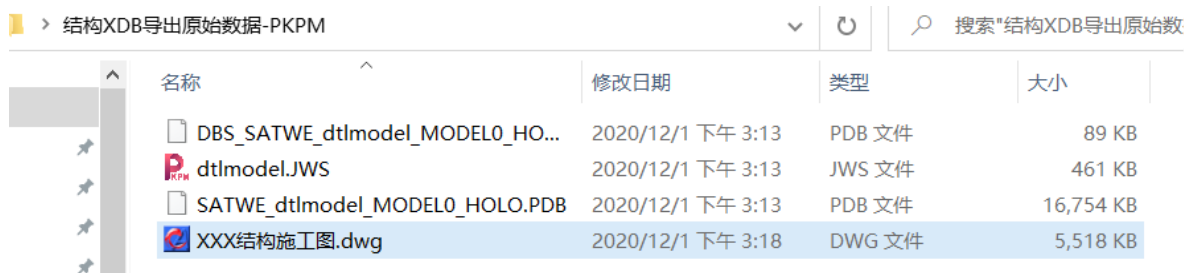 结构XDB导出原始数据-PKPM 搜索"结构XDB导出原始数
名称 修改日期 类型 大小
DBS_SATWE_dtlmodel_MODEL0_HO... 2020/12/1 下午 3:13 PDB 文件 89 KB
PKPM dtlmodel.JWS 2020/12/1 下午 3:13 JWS 文件 461 KB
SATWE_dtlmodel_MODEL0_HOLO.PDB 2020/12/1 下午 3:13 PDB 文件 16,754 KB
XXX结构施工图.dwg 2020/12/1 下午 3:18 DWG 文件 5,518 KB